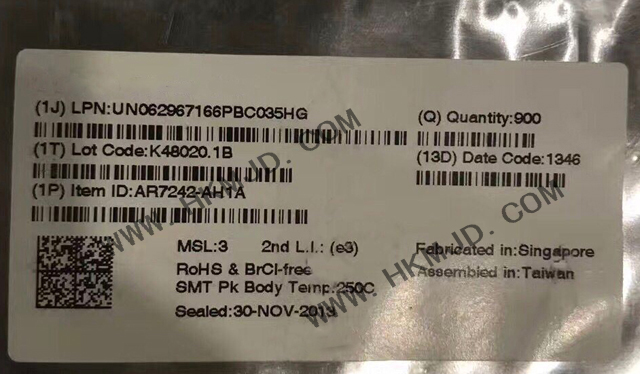 (1J) LPN:UN062967166PBC035HG
(Q) Quantity:900
(1T) Lot Code:K48020.1B
(13D) Date Code:1346
(1P) Item ID:AR7242-AH1A
MSL:3 2nd L.I.: (e3)
Fabricated in:Singapore
RoHS & BrCl-free
Assembled in:Taiwan
SMT Pk Body Temp:250C
Sealed:30-NOV-2013
WWW.HKMJD.COM
WWW.HKMJD.COM